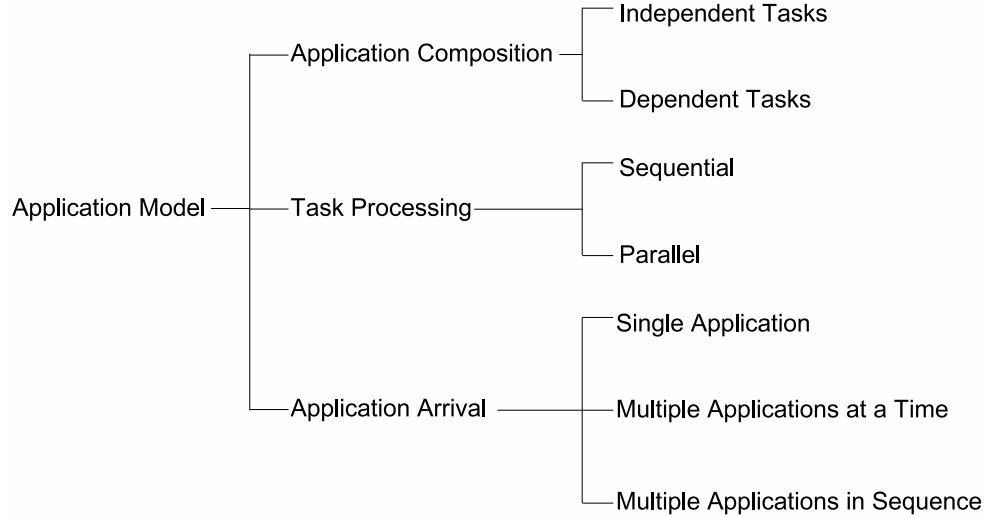 Independent Tasks
Application Composition
Dependent Tasks
Sequential
Application Model
Task Processing
Parallel
Single Application
Application Arrival
Multiple Applications at a Time
Multiple Applications in Sequence